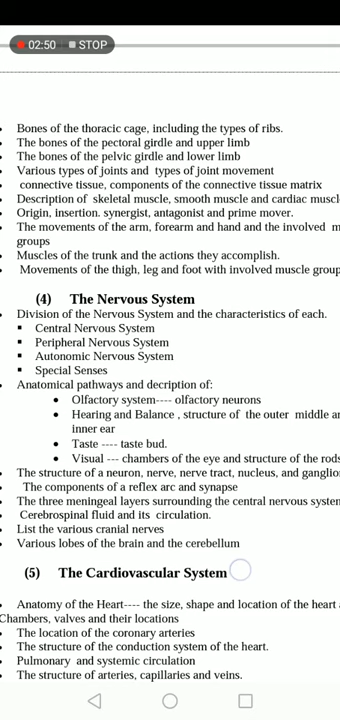 02:50 STOP
Bones of the thoracic cage, including the types of ribs.
The bones of the pectoral girdle and upper limb
The bones of the pelvic girdle and lower limb
Various types of joints and types of joint movement
connective tissue, components of the connective tissue matrix
Description of skeletal muscle, smooth muscle and cardiac muscl
Origin, insertion. synergist, antagonist and prime mover.
The movements of the arm, forearm and hand and the involved m
groups
Muscles of the trunk and the actions they accomplish.
Movements of the thigh, leg and foot with involved muscle group
(4) The Nervous System
Division of the Nervous System and the characteristics of each.
Central Nervous System
Peripheral Nervous System
Autonomic Nervous System
Special Senses
Anatomical pathways and decription of:
Olfactory system---- olfactory neurons
Hearing and Balance , structure of the outer middle a
inner ear
Taste ---- taste bud.
Visual --- chambers of the eye and structure of the rods
The structure of a neuron, nerve, nerve tract, nucleus, and ganglio
The components of a reflex arc and synapse
The three meningeal layers surrounding the central nervous system
Cerebrospinal fluid and its circulation.
List the various cranial nerves
Various lobes of the brain and the cerebellum
(5) The Cardiovascular System
Anatomy of the Heart---- the size, shape and location of the heart
Chambers, valves and their locations
The location of the coronary arteries
The structure of the conduction system of the heart.
Pulmonary and systemic circulation
The structure of arteries, capillaries and veins.